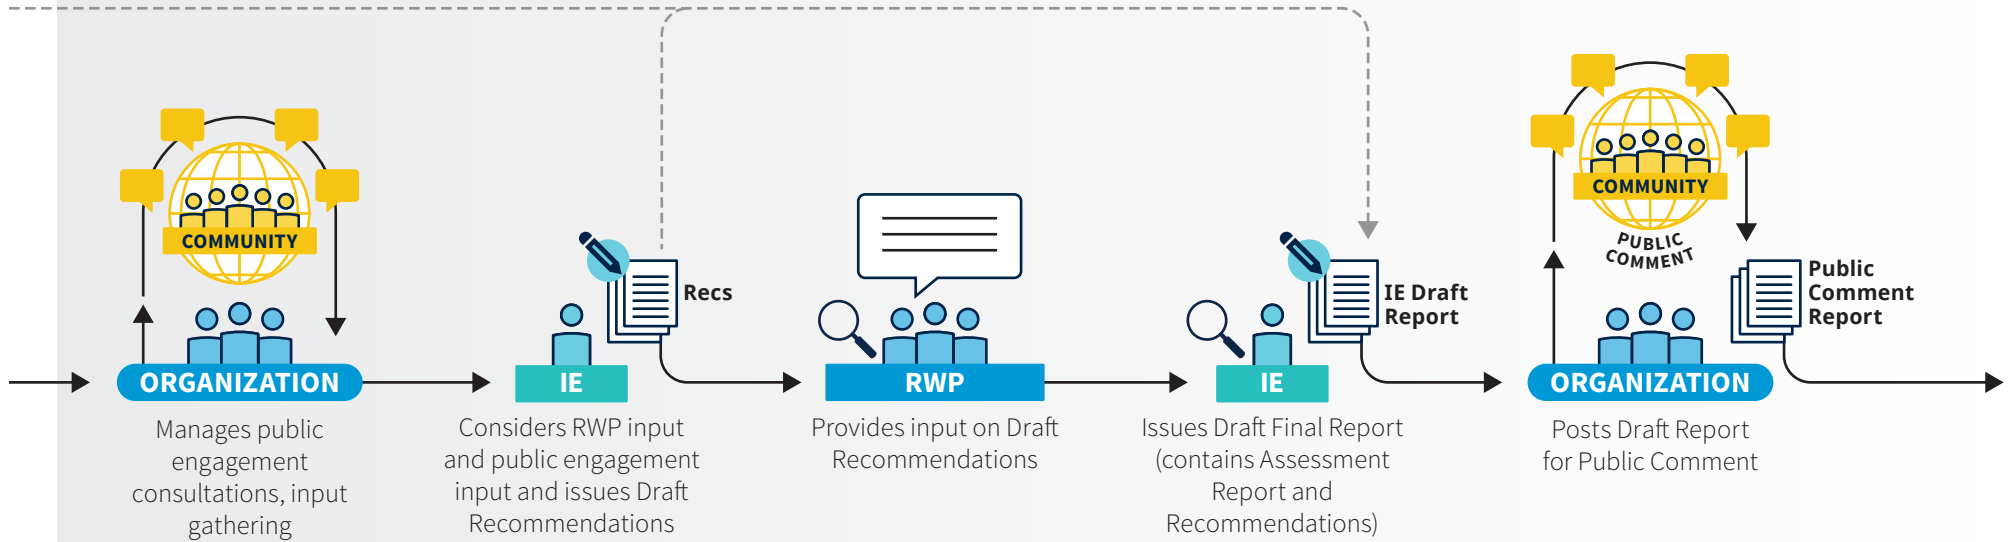 COMMUNITY
ORGANIZATION
Manages public
engagement
consultations, input
gathering
Recs
IE
Considers RWP input
and public engagement
input and issues Draft
Recommendations
RWP
Provides input on Draft
Recommendations
IE Draft
Report
IE
Issues Draft Final Report
(contains Assessment
Report and
Recommendations)
COMMUNITY
PUBLIC
COMMENT
Public
Comment
Report
ORGANIZATION
Posts Draft Report
for Public Comment